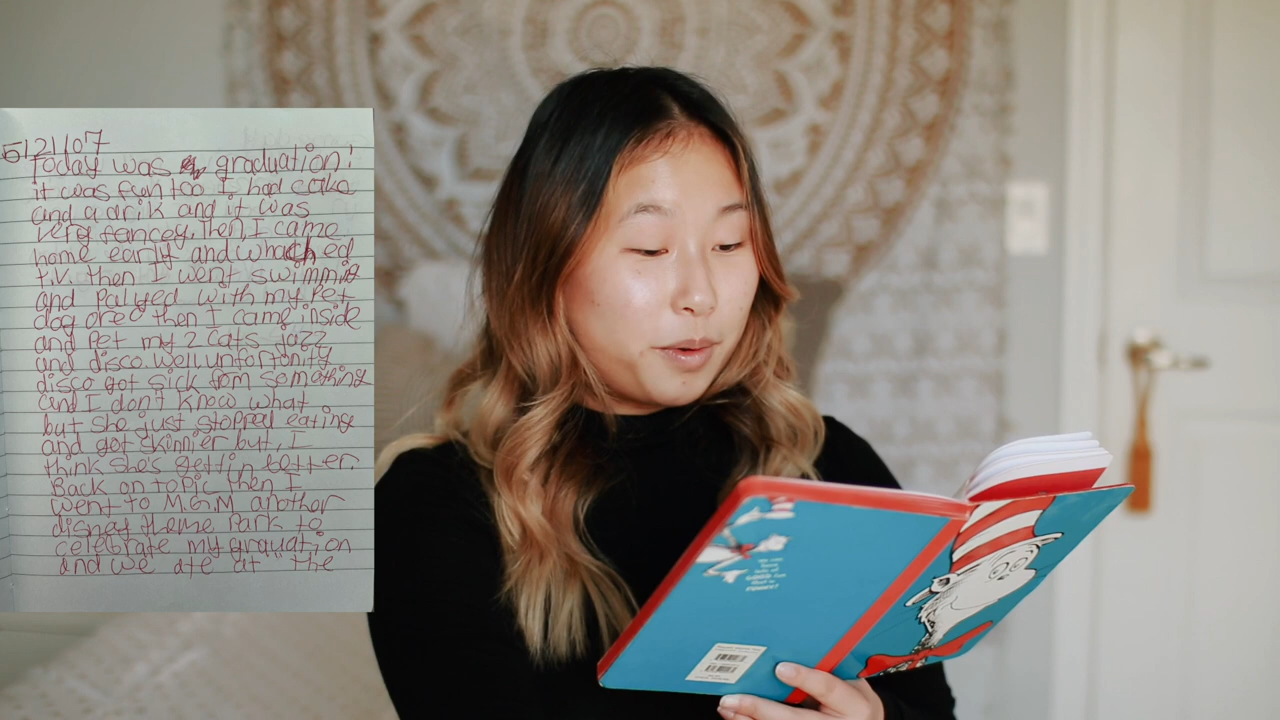 5/21/07
Today was graduation!
it was fun too I had cake
and a drik and it was
very fancey. then I came
home early and whached
t.v. then I went swimmig
and Palyed with my Pet
dog oreo then I came inside
and Pet my 2 cats jazz
and disco well unfortonitly
disco got sick from something
and I don't know what
but she just stopped eating
and got skinnier but, I
think she's gettin better.
Back on topic then I
went to M.G.M another
disney theme Park to
celebrate my grauation
and we ate at the